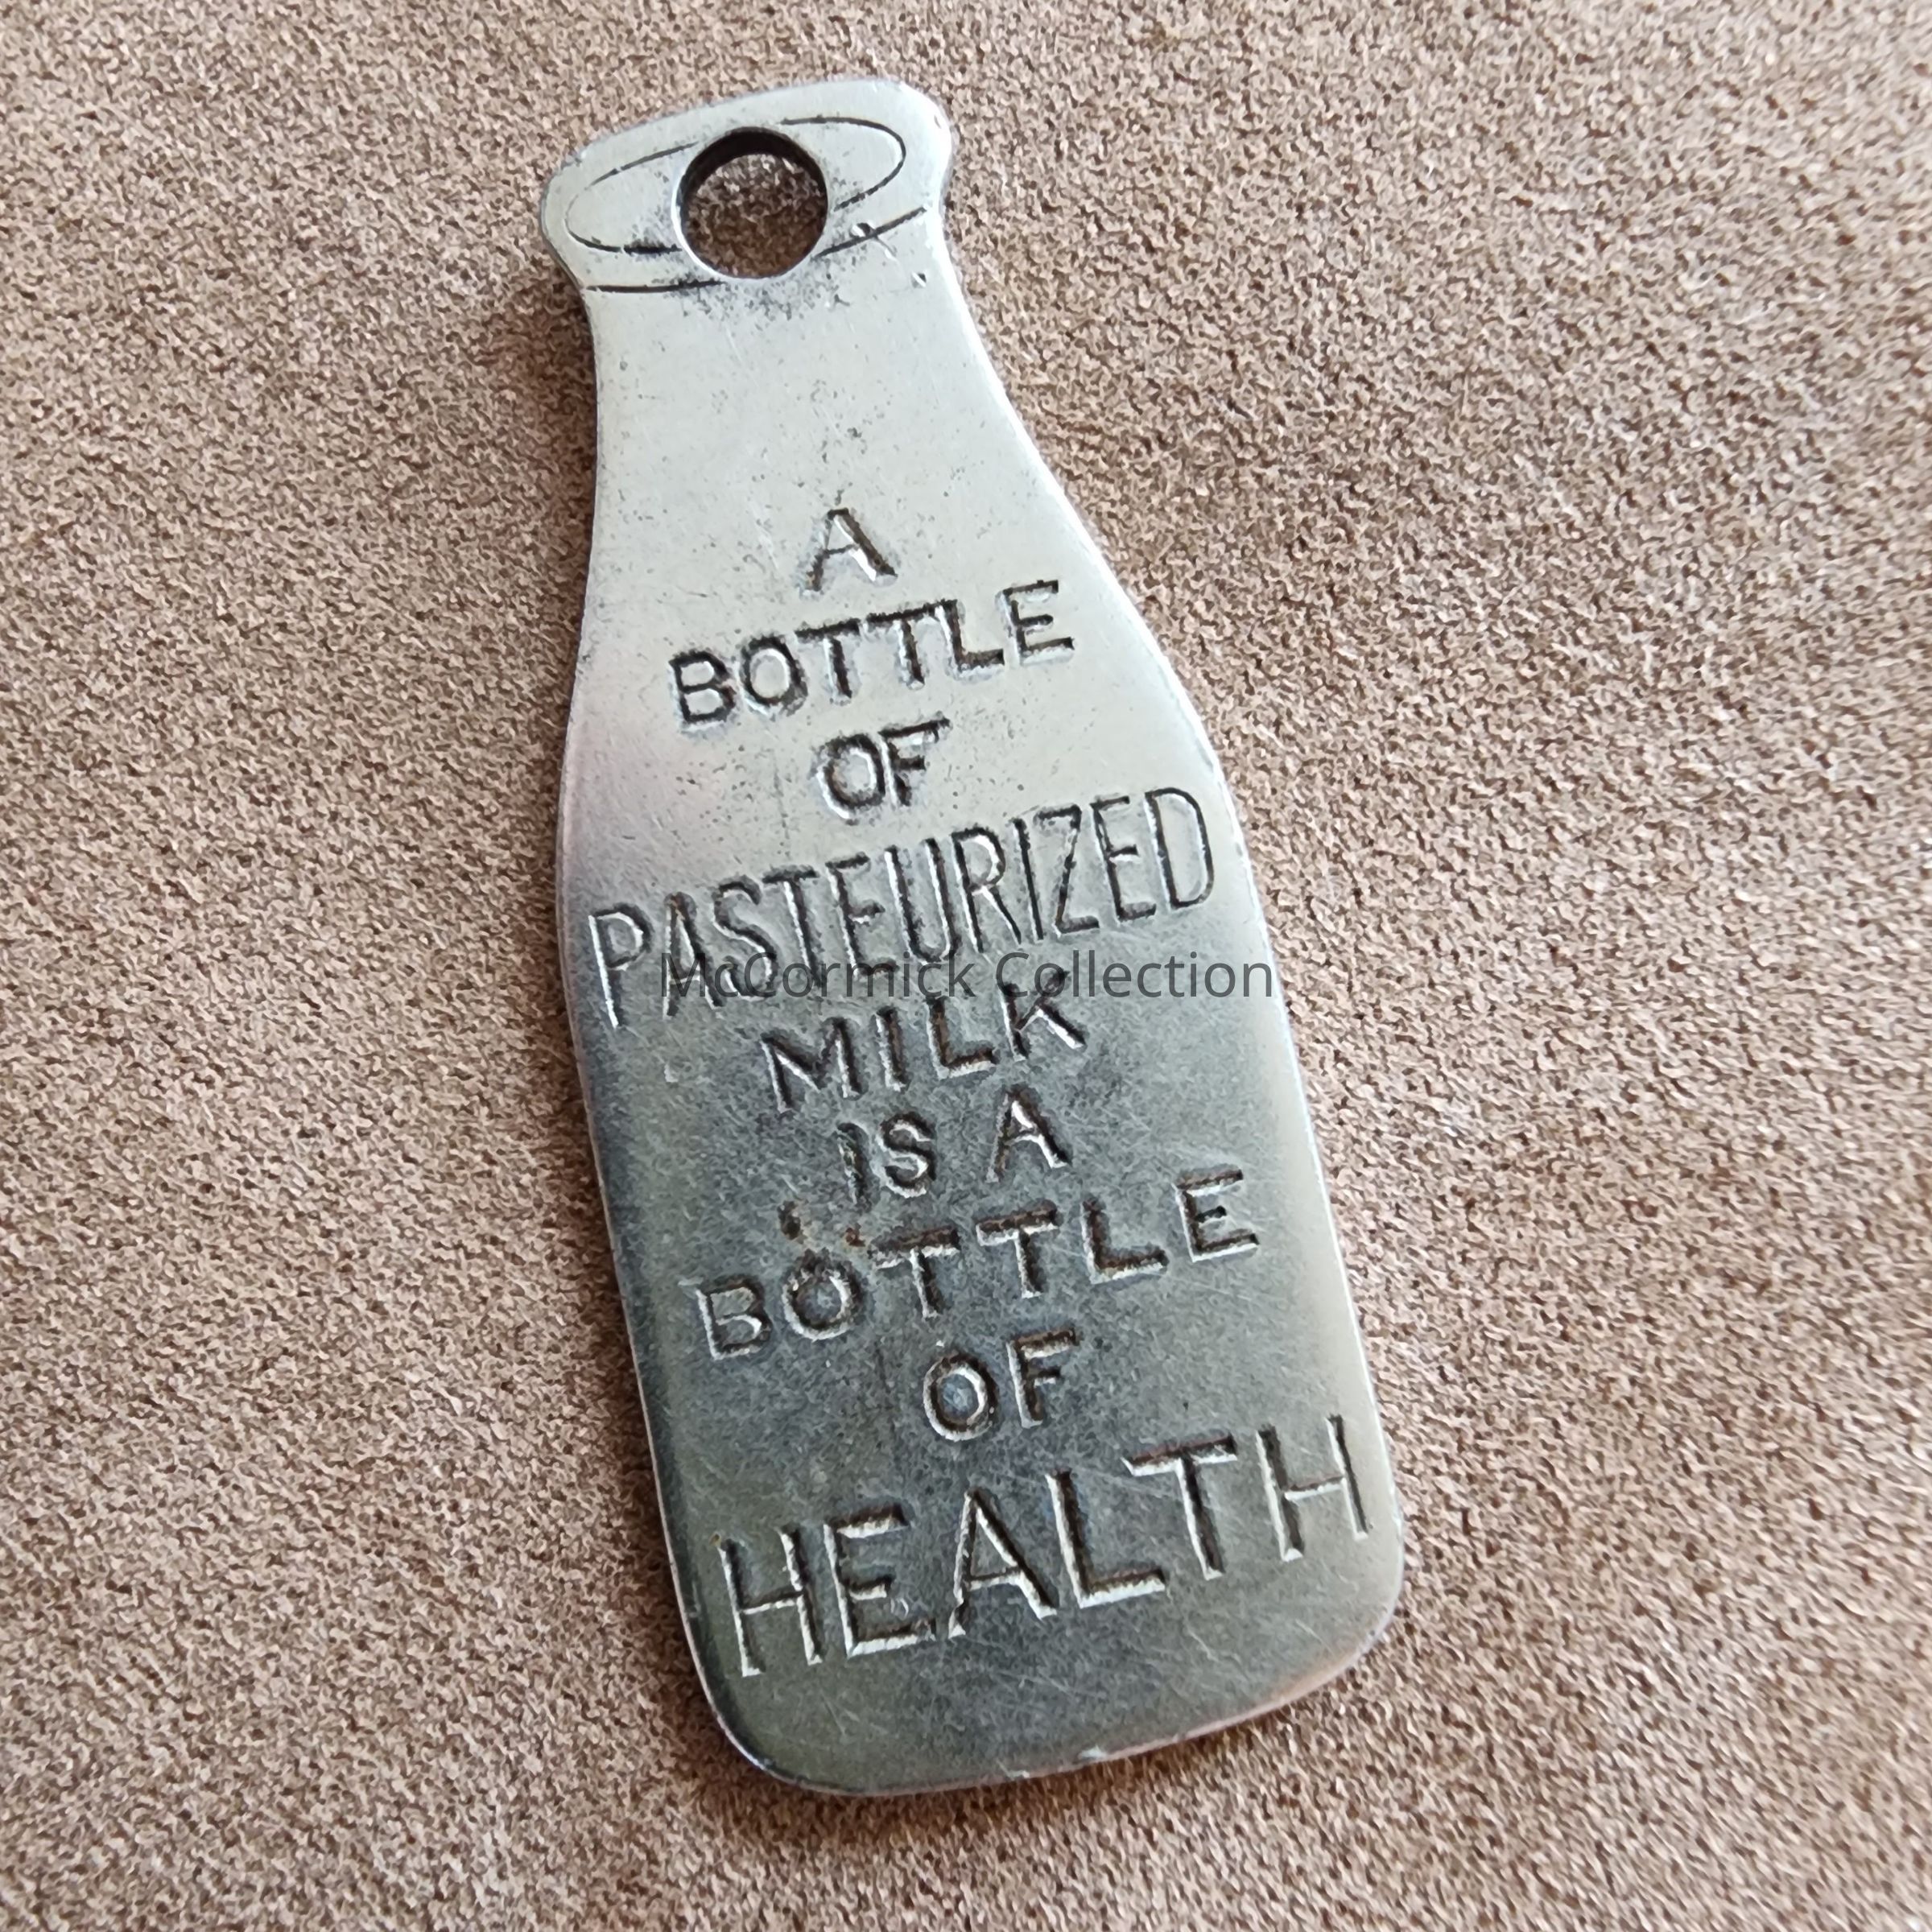 A
BOTTLE
OF
PASTEURIZED
McCormick Collection
MILK
IS A
BOTTLE
OF
HEALTH